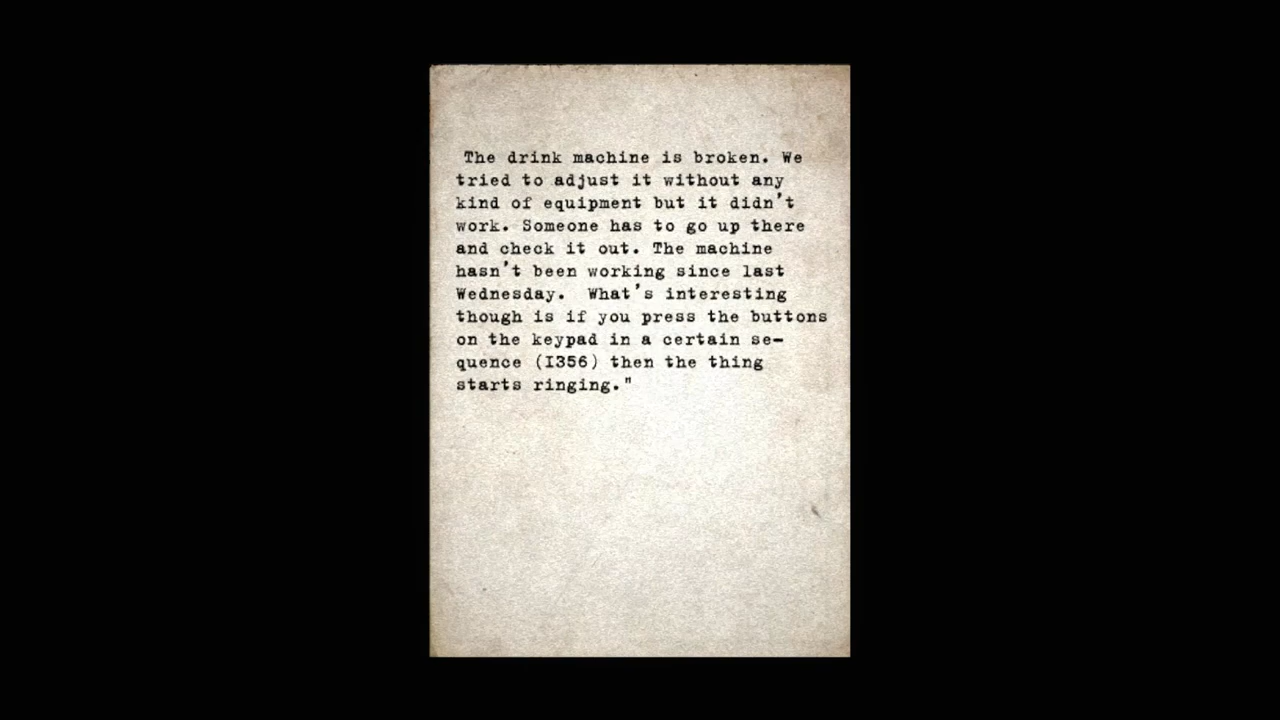 The drink machine is broken. We
tried to adjust it without any
kind of equipment but it didn't
work. Someone has to go up there
and check it out. The machine
hasn't been working since last
Wednesday.  What's interesting
though is if you press the buttons
on the keypad in a certain se-
quence (I356) then the thing
starts ringing."